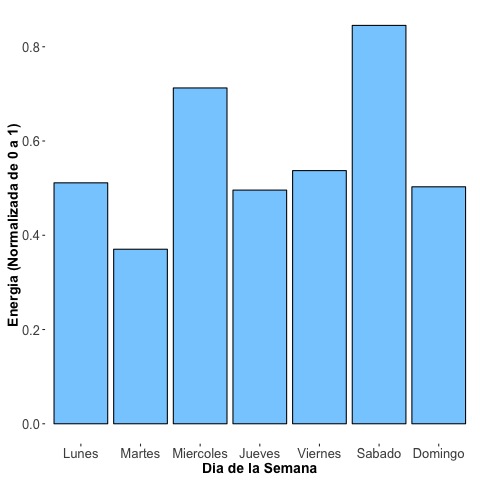 Energia (Normalizada de 0 a 1)
0.8
0.6
0.4
0.2
0.0
Lunes Martes Miercoles Jueves Viernes Sabado Domingo
Dia de la Semana